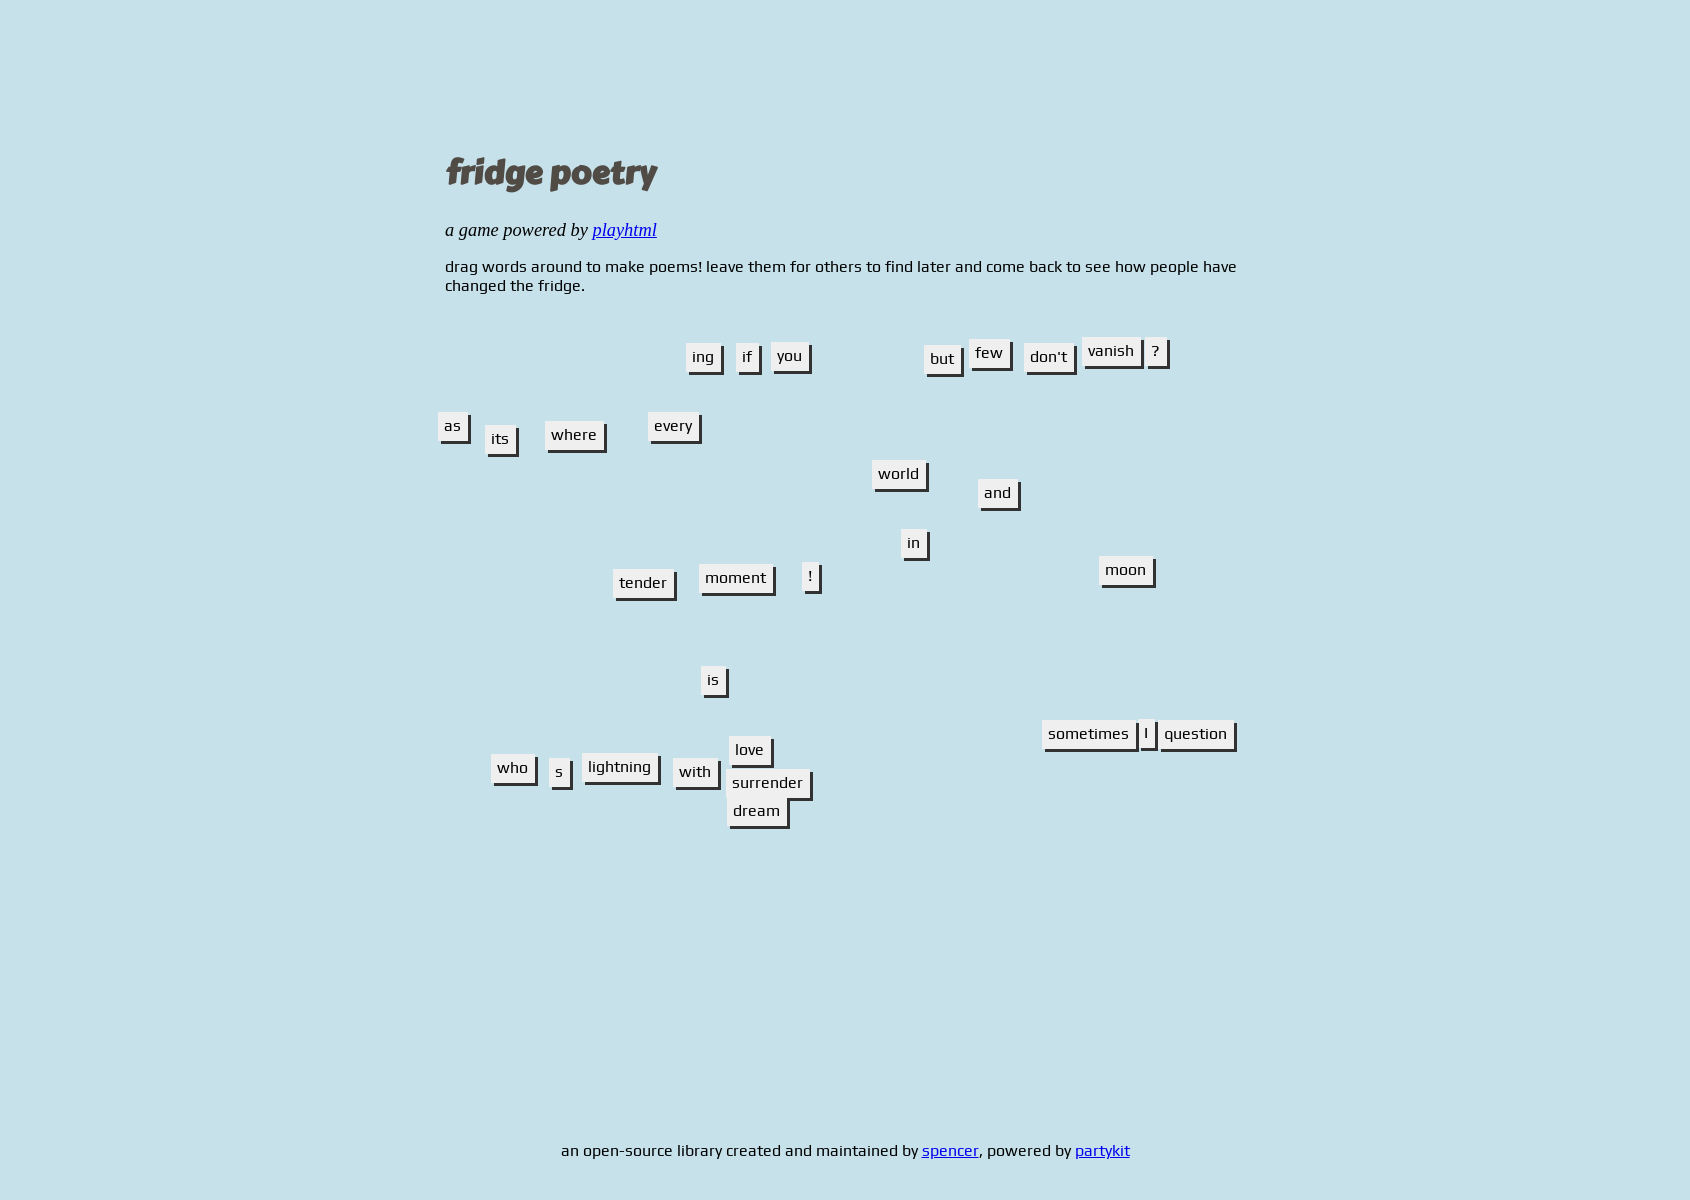 fridge poetry
a game powered by playhtml
drag words around to make poems! leave them for others to find later and come back to see how people have
changed the fridge.
ing if you but few don't vanish ?
as its where every
world and
in
tender moment ! moon
is
sometimes I question
love
who s lightning with
surrender
dream
an open-source library created and maintained by spencer, powered by partykit